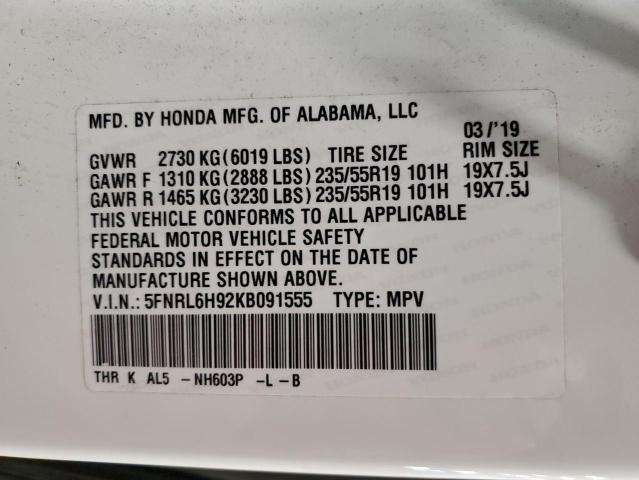 MFD. BY HONDA MFG. OF ALABAMA, LLC
03/'19
GVWR 2730 KG(6019 LBS) TIRE SIZE RIM SIZE
GAWR F 1310 KG(2888 LBS) 235/55R19 101H 19X7.5J
GAWR R 1465 KG(3230 LBS) 235/55R19 101H 19X7.5J
THIS VEHICLE CONFORMS TO ALL APPLICABLE
FEDERAL MOTOR VEHICLE SAFETY
STANDARDS IN EFFECT ON THE DATE OF
MANUFACTURE SHOWN ABOVE.
V.I.N.: 5FNRL6H92KB091555 TYPE: MPV
THR K AL5 -NH603P -L-B